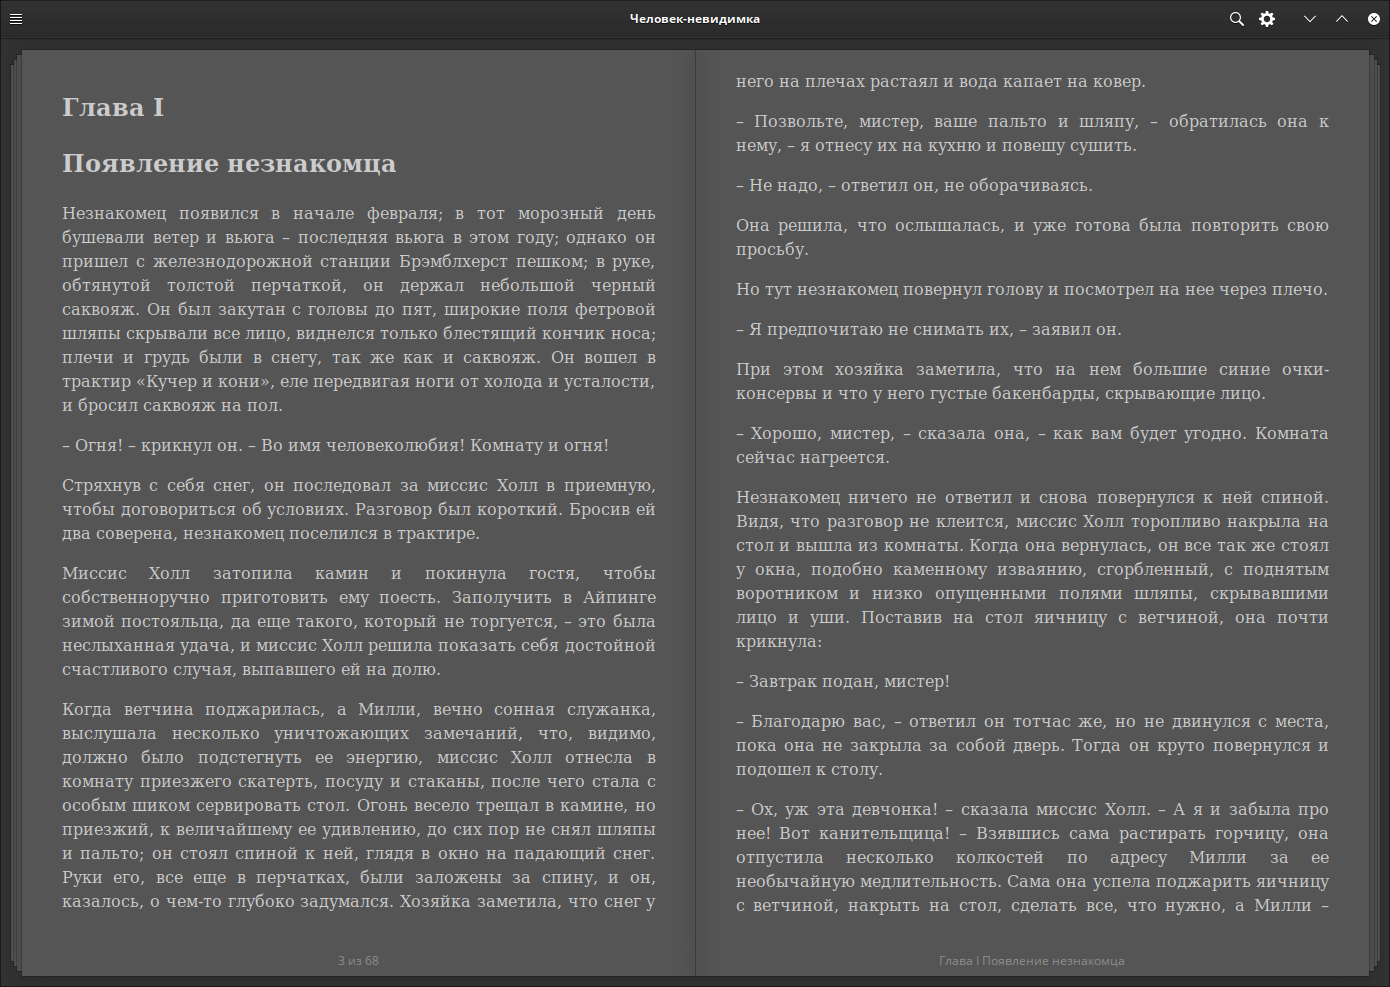 Человек-невидимка
Глава I
Появление незнакомца
Незнакомец появился в начале февраля; в тот морозный день
бушевали ветер и вьюга – последняя вьюга в этом году; однако он
пришел с железнодорожной станции Брэмблхерст пешком; в руке,
обтянутой толстой перчаткой, он держал небольшой черный
саквояж. Он был закутан с головы до пят, широкие поля фетровой
шляпы скрывали все лицо, виднелся только блестящий кончик носа;
плечи и грудь были в снегу, так же как и саквояж. Он вошел в
трактир «Кучер и кони», еле передвигая ноги от холода и усталости,
и бросил саквояж на пол.
– Огня! – крикнул он. – Во имя человеколюбия! Комнату и огня!
Стряхнув с себя снег, он последовал за миссис Холл в приемную,
чтобы договориться об условиях. Разговор был короткий. Бросив ей
два соверена, незнакомец поселился в трактире.
Миссис Холл затопила камин и покинула гостя, чтобы
собственноручно приготовить ему поесть. Заполучить в Айпинге
зимой постояльца, да еще такого, который не торгуется, – это была
неслыханная удача, и миссис Холл решила показать себя достойной
счастливого случая, выпавшего ей на долю.
Когда ветчина поджарилась, а Милли, вечно сонная служанка,
выслушала несколько уничтожающих замечаний, что, видимо,
должно было подстегнуть ее энергию, миссис Холл отнесла в
комнату приезжего скатерть, посуду и стаканы, после чего стала с
особым шиком сервировать стол. Огонь весело трещал в камине, но
приезжий, к величайшему ее удивлению, до сих пор не снял шляпы
и пальто; он стоял спиной к ней, глядя в окно на падающий снег.
Руки его, все еще в перчатках, были заложены за спину, и он,
казалось, о чем-то глубоко задумался. Хозяйка заметила, что снег у
3 из 68
него на плечах растаял и вода капает на ковер.
– Позвольте, мистер, ваше пальто и шляпу, – обратилась она к
нему, – я отнесу их на кухню и повешу сушить.
– Не надо, – ответил он, не оборачиваясь.
Она решила, что ослышалась, и уже готова была повторить свою
просьбу.
Но тут незнакомец повернул голову и посмотрел на нее через плечо.
– Я предпочитаю не снимать их, – заявил он.
При этом хозяйка заметила, что на нем большие синие очки-
консервы и что у него густые бакенбарды, скрывающие лицо.
– Хорошо, мистер, – сказала она, – как вам будет угодно. Комната
сейчас нагреется.
Незнакомец ничего не ответил и снова повернулся к ней спиной.
Видя, что разговор не клеится, миссис Холл торопливо накрыла на
стол и вышла из комнаты. Когда она вернулась, он все так же стоял
у окна, подобно каменному изваянию, сгорбленный, с поднятым
воротником и низко опущенными полями шляпы, скрывавшими
лицо и уши. Поставив на стол яичницу с ветчиной, она почти
крикнула:
– Завтрак подан, мистер!
– Благодарю вас, – ответил он тотчас же, но не двинулся с места,
пока она не закрыла за собой дверь. Тогда он круто повернулся и
подошел к столу.
– Ох, уж эта девчонка! – сказала миссис Холл. – А я и забыла про
нее! Вот канительщица! – Взявшись сама растирать горчицу, она
отпустила несколько колкостей по адресу Милли за ее
необычайную медлительность. Сама она успела поджарить яичницу
с ветчиной, накрыть на стол, сделать все, что нужно, а Милли –
Глава I Появление незнакомца